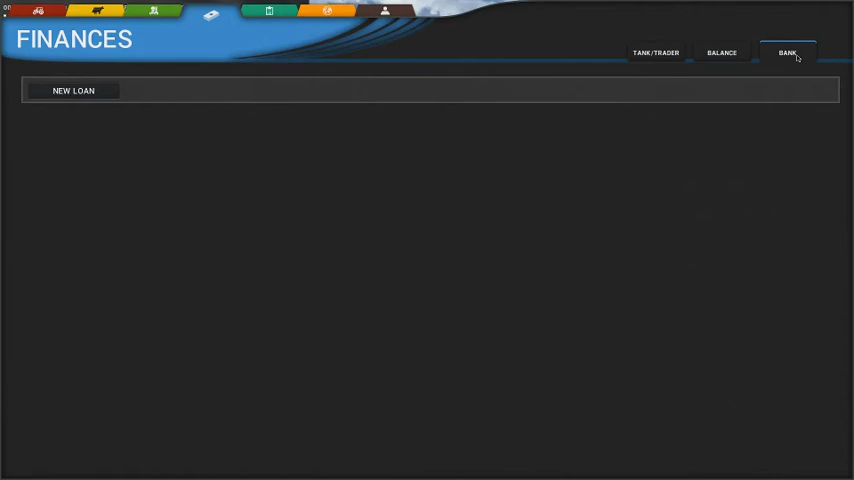 FINANCES
TANK/TRADER
BALANCE
BANK
NEW LOAN